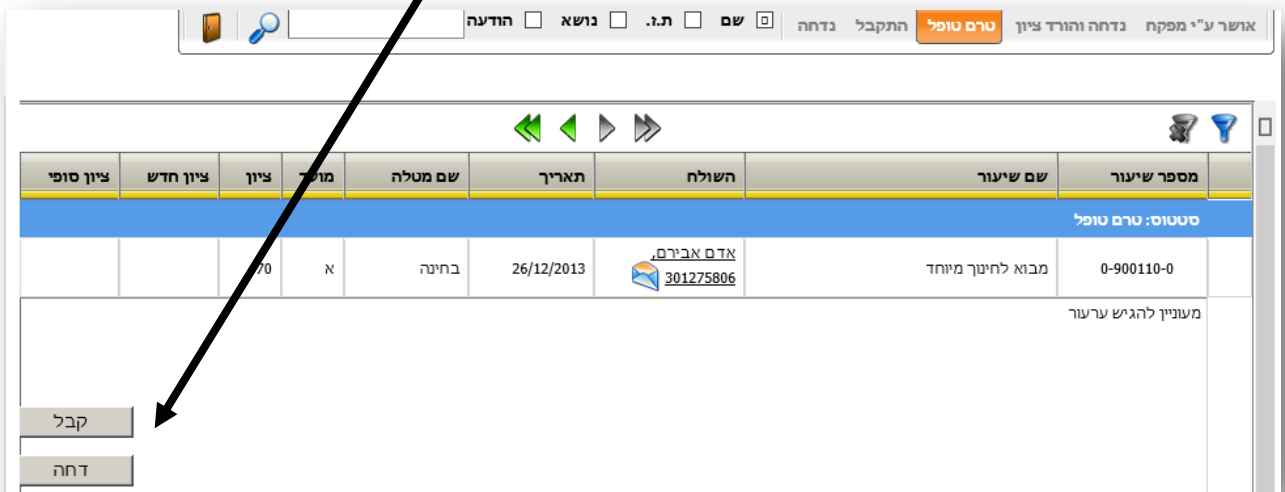 אושר ע"י מפקח נדחה והורד ציון טרם טופל התקבל נדחה שם ת.ז. נושא הודעה
מספר שיעור שם שיעור השולח תאריך שם מטלה מועד ציון ציון חדש ציון סופי
סטטוס: טרם טופל
0-900110-0 מבוא לחינוך מיוחד אדם אבירם, 26/12/2013 בחינה א 70
301275806
מעוניין להגיש ערעור
קבל
דחה